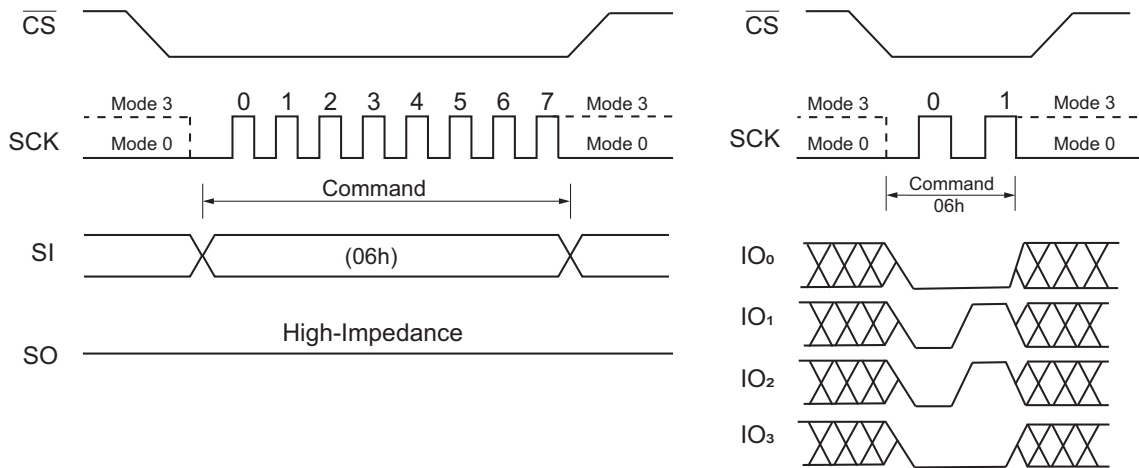 CS
Mode 3
0 1 2 3 4 5 6 7
Mode 3
SCK
Mode 0
Mode 0
Command
SI
(06h)
High-Impedance
SO
CS
Mode 3
0 1
Mode 3
SCK
Mode 0
Mode 0
Command
06h
IO₀
IO₁
IO₂
IO₃